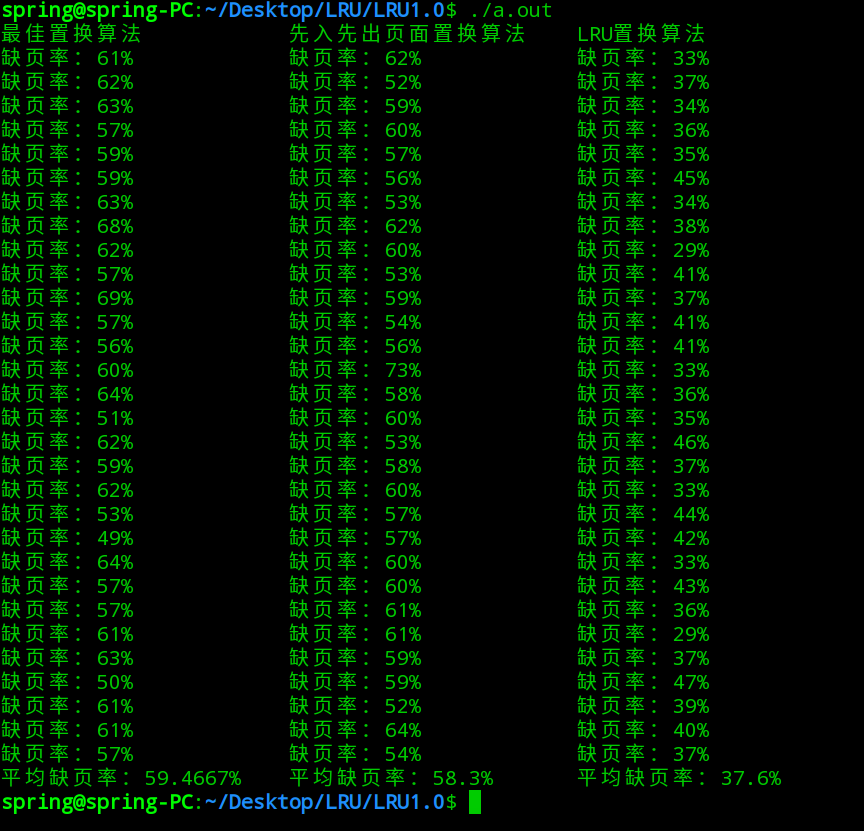 spring@spring-PC:~/Desktop/LRU/LRU1.0$ ./a.out
最佳置换算法 先入先出页面置换算法 LRU置换算法
缺页率: 61% 缺页率: 62% 缺页率: 33%
缺页率: 62% 缺页率: 52% 缺页率: 37%
缺页率: 63% 缺页率: 59% 缺页率: 34%
缺页率: 57% 缺页率: 60% 缺页率: 36%
缺页率: 59% 缺页率: 57% 缺页率: 35%
缺页率: 59% 缺页率: 56% 缺页率: 45%
缺页率: 63% 缺页率: 53% 缺页率: 34%
缺页率: 68% 缺页率: 62% 缺页率: 38%
缺页率: 62% 缺页率: 60% 缺页率: 29%
缺页率: 57% 缺页率: 53% 缺页率: 41%
缺页率: 69% 缺页率: 59% 缺页率: 37%
缺页率: 57% 缺页率: 54% 缺页率: 41%
缺页率: 56% 缺页率: 56% 缺页率: 41%
缺页率: 60% 缺页率: 73% 缺页率: 33%
缺页率: 64% 缺页率: 58% 缺页率: 36%
缺页率: 51% 缺页率: 60% 缺页率: 35%
缺页率: 62% 缺页率: 53% 缺页率: 46%
缺页率: 59% 缺页率: 58% 缺页率: 37%
缺页率: 62% 缺页率: 60% 缺页率: 33%
缺页率: 53% 缺页率: 57% 缺页率: 44%
缺页率: 49% 缺页率: 57% 缺页率: 42%
缺页率: 64% 缺页率: 60% 缺页率: 33%
缺页率: 57% 缺页率: 60% 缺页率: 43%
缺页率: 57% 缺页率: 61% 缺页率: 36%
缺页率: 61% 缺页率: 61% 缺页率: 29%
缺页率: 63% 缺页率: 59% 缺页率: 37%
缺页率: 50% 缺页率: 59% 缺页率: 47%
缺页率: 61% 缺页率: 52% 缺页率: 39%
缺页率: 61% 缺页率: 64% 缺页率: 40%
缺页率: 57% 缺页率: 54% 缺页率: 37%
平均缺页率: 59.4667% 平均缺页率: 58.3% 平均缺页率: 37.6%
spring@spring-PC:~/Desktop/LRU/LRU1.0$